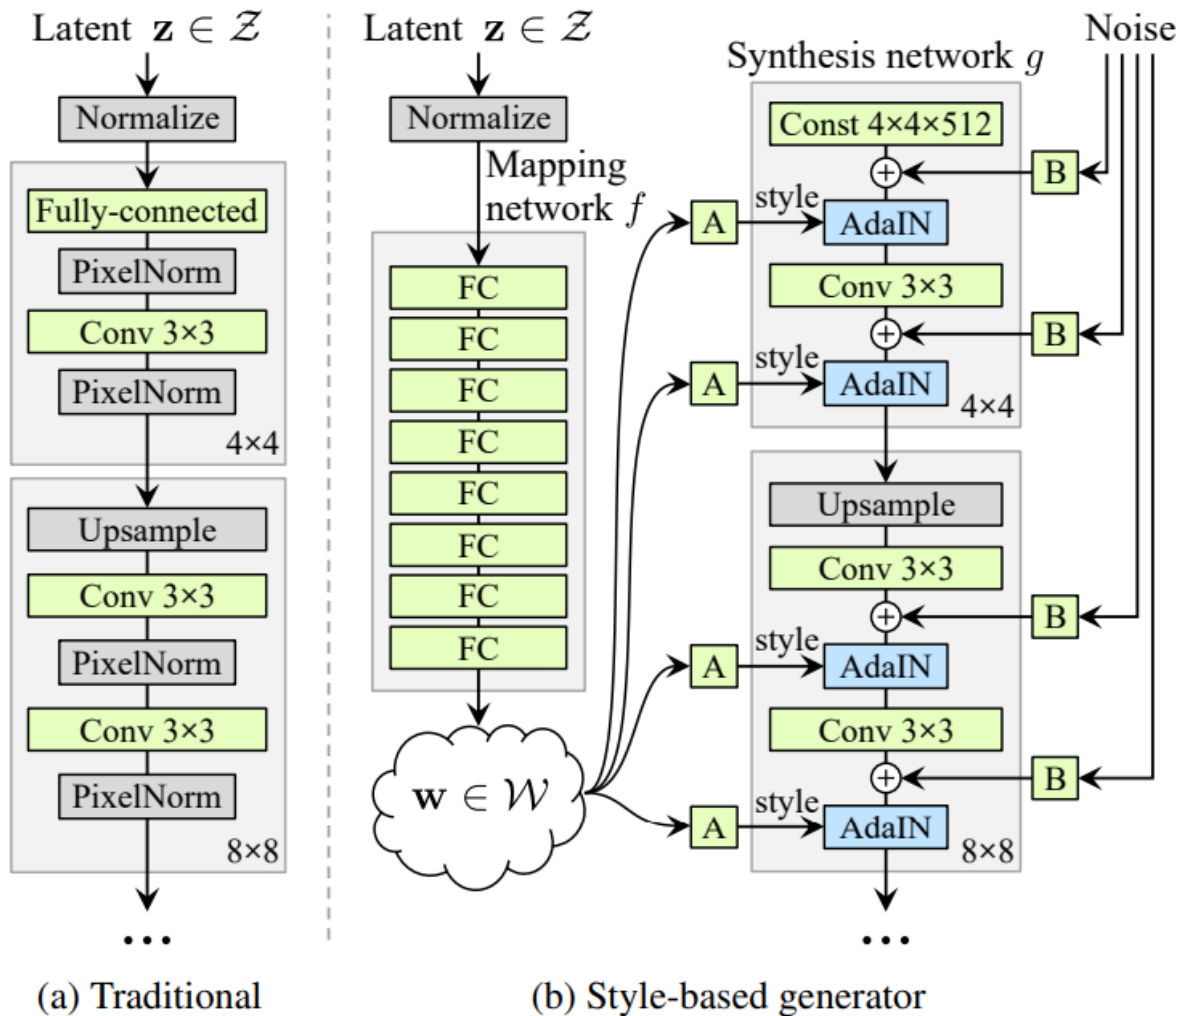 Latent z ∈ Z
Normalize
Fully-connected
PixelNorm
Conv 3×3
PixelNorm
4×4
Upsample
Conv 3×3
PixelNorm
Conv 3×3
PixelNorm
8×8
...
(a) Traditional
Latent z ∈ Z
Normalize
Mapping
network f
FC
FC
FC
FC
FC
FC
FC
FC
w ∈ W
A
style
A
style
A
style
A
style
Synthesis network g
Const 4×4×512
+
AdaIN
Conv 3×3
+
AdaIN
4×4
Upsample
Conv 3×3
+
AdaIN
Conv 3×3
+
AdaIN
8×8
...
Noise
B
B
B
B
(b) Style-based generator